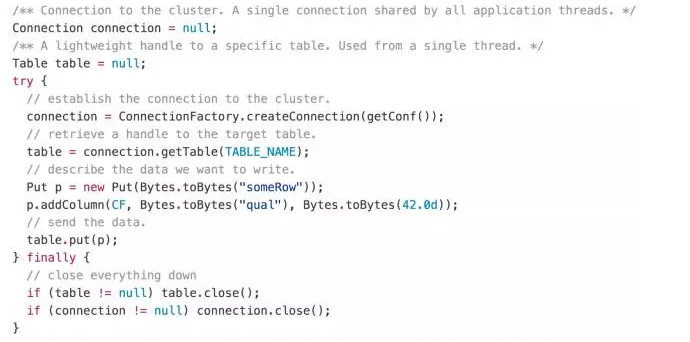 /** Connection to the cluster. A single connection shared by all application threads. */
Connection connection = null;
/** A lightweight handle to a specific table. Used from a single thread. */
Table table = null;
try {
  // establish the connection to the cluster.
  connection = ConnectionFactory.createConnection(getConf());
  // retrieve a handle to the target table.
  table = connection.getTable(TABLE_NAME);
  // describe the data we want to write.
  Put p = new Put(Bytes.toBytes("someRow"));
  p.addColumn(CF, Bytes.toBytes("qual"), Bytes.toBytes(42.0d));
  // send the data.
  table.put(p);
} finally {
  // close everything down
  if (table != null) table.close();
  if (connection != null) connection.close();
}